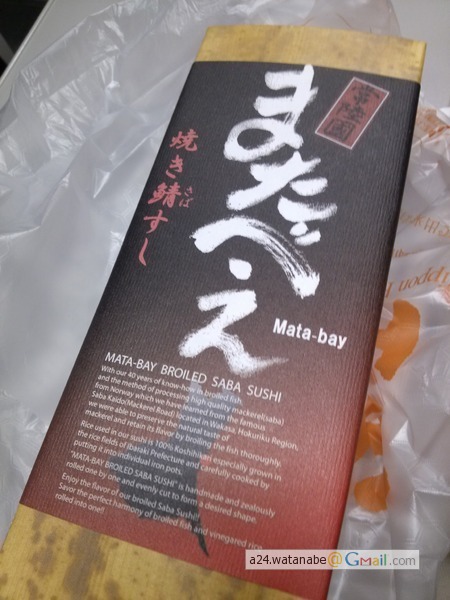 常陸國
またべえ
Mata-bay
焼き鯖すし
さば
MATA-BAY BROILED SABA SUSHI
With our 40 years of know-how in broiled fish,
and the method of processing high quality mackerel(saba)
from Norway which we have learned from the famous
Saba Kaido(Mackerel Road) located in Wakasa, Hokuriku Region,
we were able to preserve the natural taste of
mackerel and retain its flavor by broiling the fish thoroughly.
Rice used in our sushi is Koshihikari, especially grown in
the rice fields of Ibaraki Prefecture and carefully cooked by
putting it into individual iron pots.
"MATA-BAY BROILED SABA SUSHI" is handmade and zealously
rolled one by one and evenly cut to form a desired shape.
Enjoy the flavor of our broiled Saba Sushi!
Savor the perfect harmony of broiled fish and vinegared rice
rolled into one!!
a24.watanabe@Gmail.com